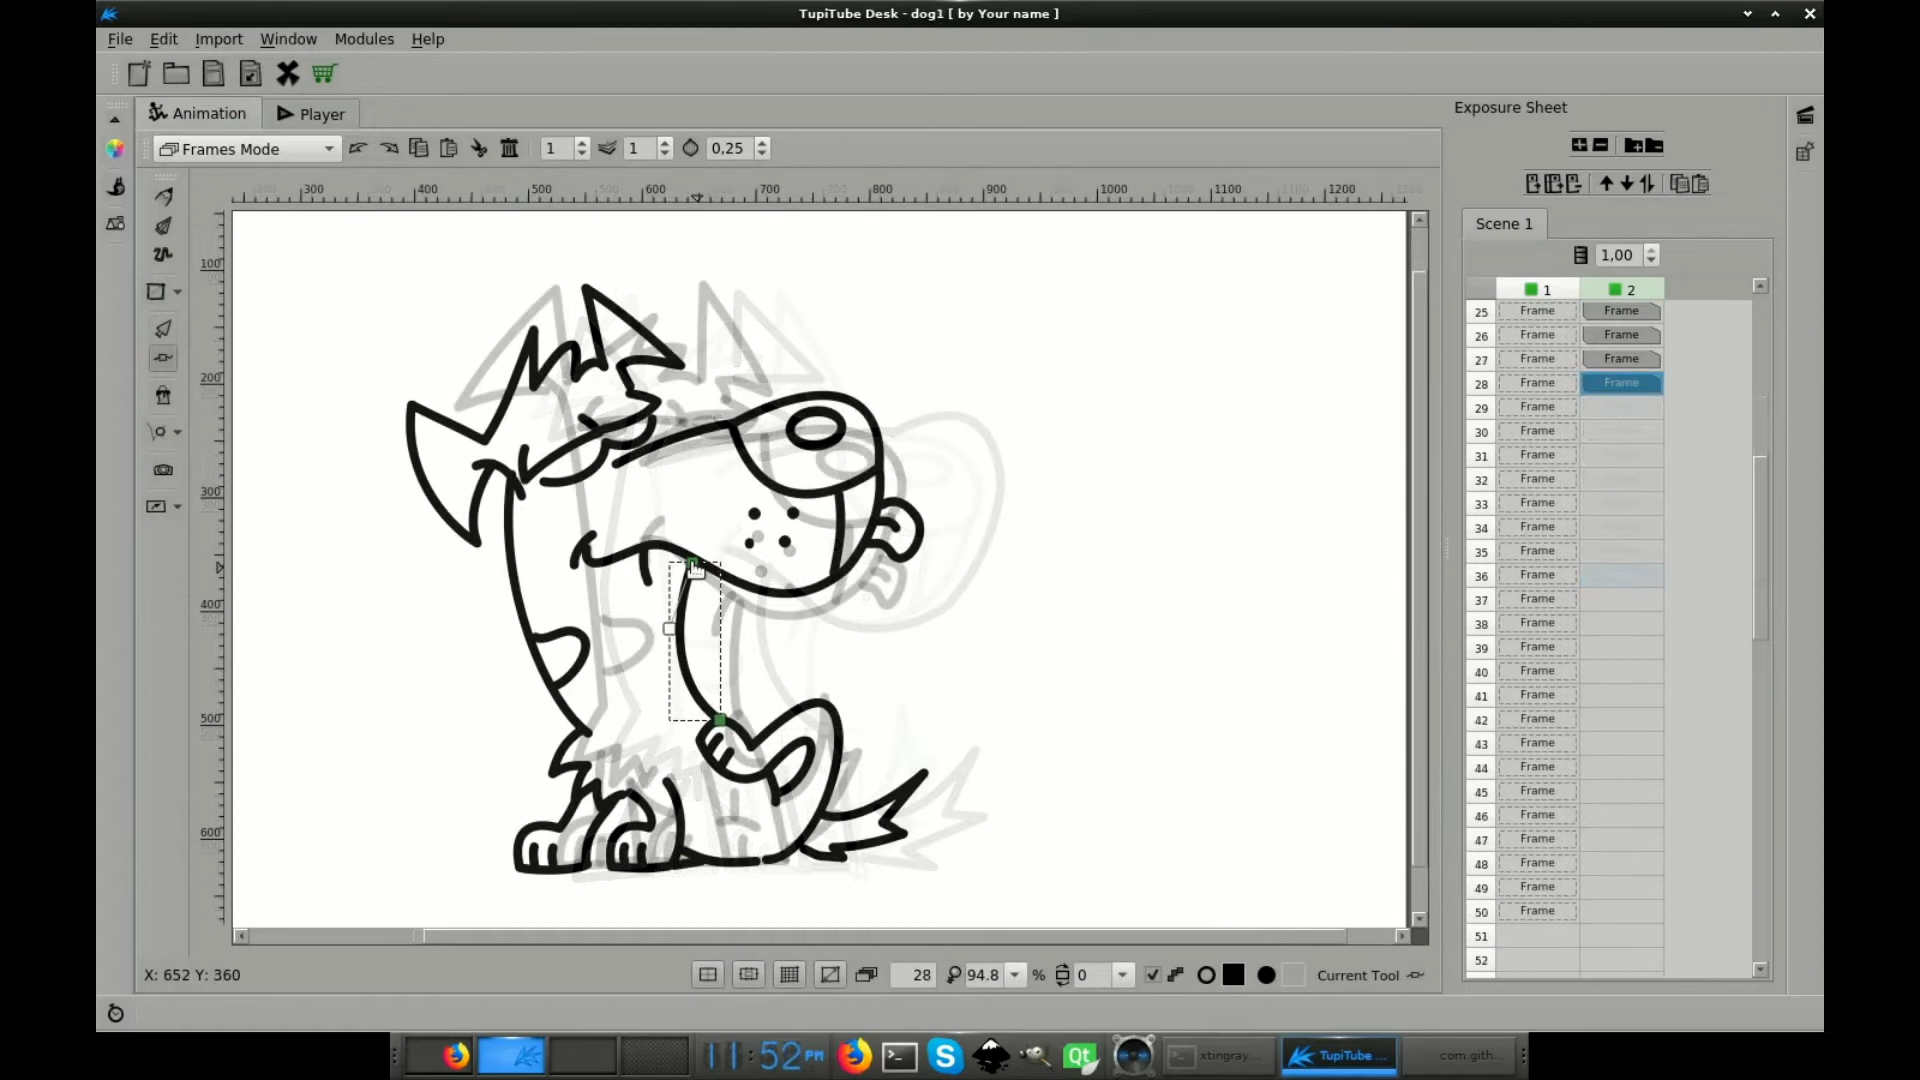 TupiTube Desk - dog1 [ by Your name ]
File Edit Import Window Modules Help
Animation Player
Exposure Sheet
Frames Mode 1 1 0,25
300 400 500 600 700 800 900 1000 1100 1200
100
200
300
400
500
600
Scene 1
1,00
1 2
25 Frame Frame
26 Frame Frame
27 Frame Frame
28 Frame Frame
29 Frame
30 Frame
31 Frame
32 Frame
33 Frame
34 Frame
35 Frame
36 Frame
37 Frame
38 Frame
39 Frame
40 Frame
41 Frame
42 Frame
43 Frame
44 Frame
45 Frame
46 Frame
47 Frame
48 Frame
49 Frame
50 Frame
51
52
X: 652 Y: 360
28 94.8 % 0 Current Tool
11:52 PM
Qt
xtingray...
TupiTube ...
com.gith...